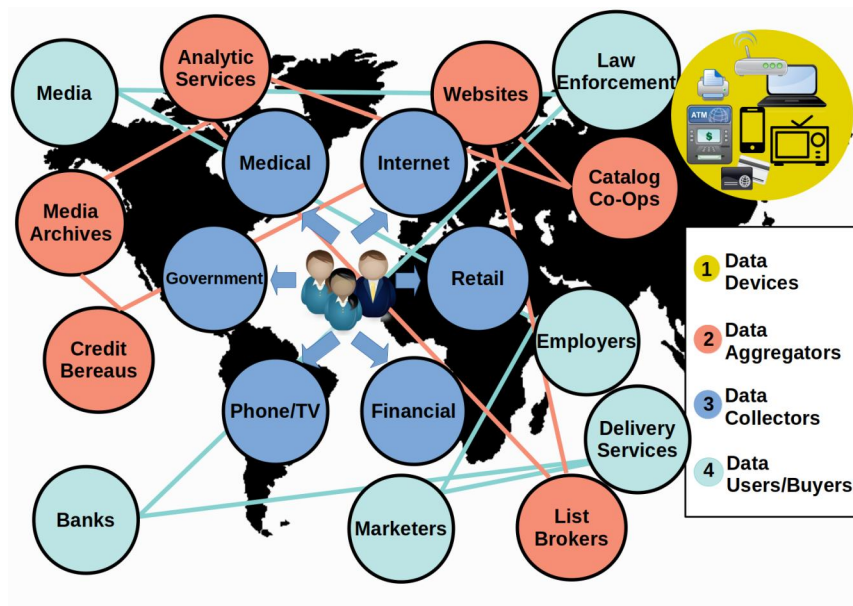 Analytic
Services
Law
Enforcement
Media
Websites
ATM
$
Medical
Internet
Catalog
Co-Ops
Media
Archives
Government
Retail
1 Data
Devices
2 Data
Aggregators
Credit
Bereaus
Employers
3 Data
Collectors
Phone/TV
Financial
Delivery
Services
4 Data
Users/Buyers
Banks
Marketers
List
Brokers